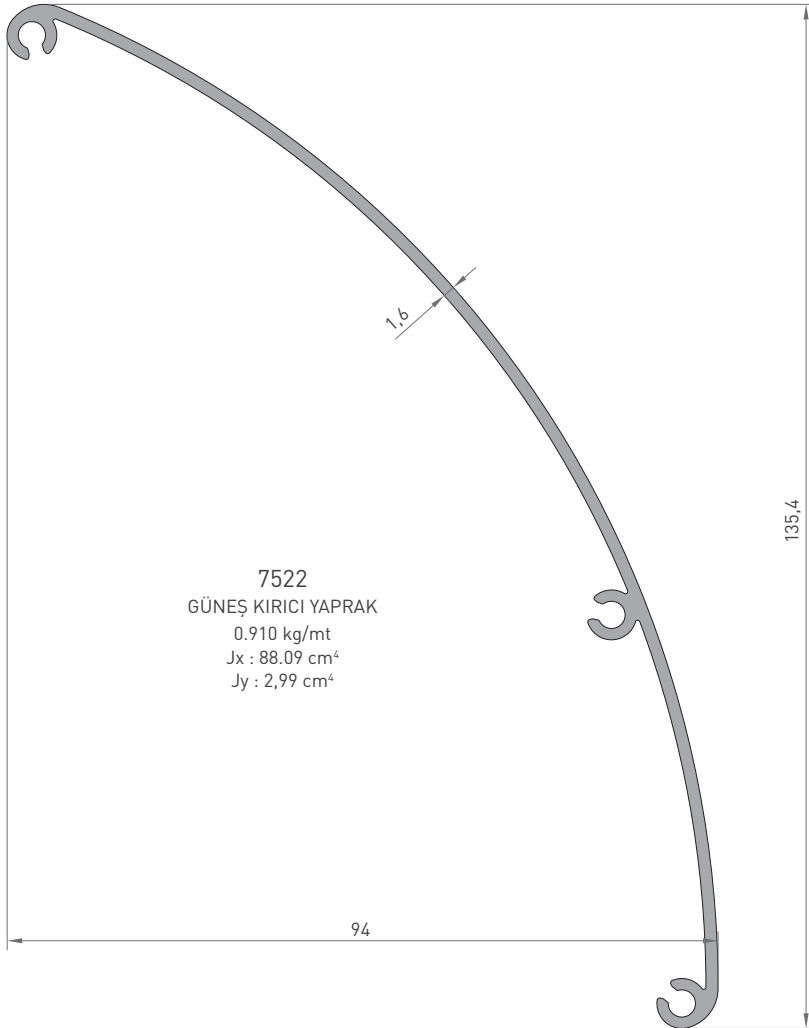 1,6
135,4
7522
GÜNEŞ KIRICI YAPRAK
0.910 kg/mt
Jx : 88.09 cm⁴
Jy : 2,99 cm⁴
94